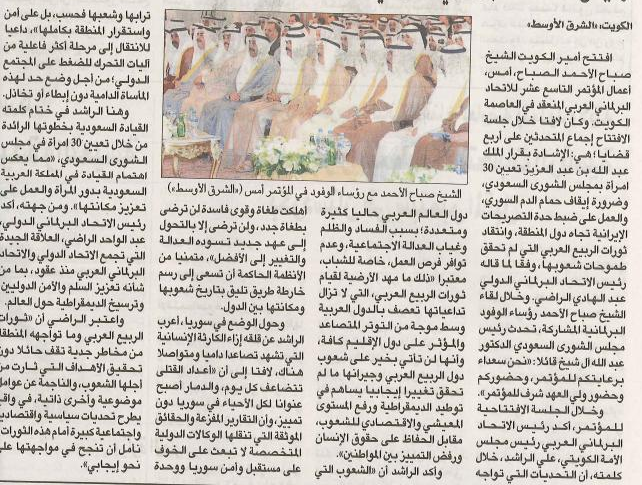 الكويت: «الشرق الأوسط»
افتتح أمير الكويت الشيخ
صباح الأحمد الصباح، أمس،
أعمال المؤتمر التاسع عشر للاتحاد
البرلماني العربي المنعقد في العاصمة
الكويت. وكان لافتا خلال جلسة
الافتتاح إجماع المتحدثين على أربع
قضايا؛ هي: الإشادة بقرار الملك
عبد الله بن عبد العزيز تعيين 30
امرأة بمجلس الشورى السعودي،
وضرورة إيقاف حمام الدم السوري،
والعمل على ضبط حدة التصريحات
الإيرانية تجاه دول المنطقة، وانتقاد
ثورات الربيع العربي التي لم تحقق
طموحات شعوبها، وفقا لما قاله
رئيس الاتحاد البرلماني الدولي
عبد الهادي الراضي. وخلال لقاء
الشيخ صباح الأحمد رؤساء الوفود
البرلمانية المشاركة، تحدث رئيس
مجلس الشورى السعودي الدكتور
عبد الله آل شيخ قائلا: «نحن سعداء
برعايتكم للمؤتمر، وحضوركم
وحضور ولي العهد شرف للمؤتمر».
وخلال الجلسة الافتتاحية
للمؤتمر، أكد رئيس الاتحاد
البرلماني العربي رئيس مجلس
الأمة الكويتي، علي الراشد، خلال
كلمته، أن التحديات التي تواجه
الشيخ صباح الأحمد مع رؤساء الوفود في المؤتمر أمس («الشرق الأوسط»)
دول العالم العربي حاليا كثيرة
ومتعددة؛ بسبب الفساد والظلم
وغياب العدالة الاجتماعية، وعدم
توافر فرص العمل، خاصة للشباب،
معتبرا «ذلك ما مهد الأرضية لقيام
ثورات الربيع العربي، التي لا تزال
تداعياتها تعصف بالدول العربية
وسط موجة من التوتر المتصاعد
والمؤثر على دول الإقليم كافة،
وأنها لن تأتي بخير على شعوب
دول الربيع العربي وجيرانها ما لم
تحقق تغييرا إيجابيا يساهم في
توطيد الديمقراطية ورفع المستوى
المعيشي والاقتصادي للشعوب،
مقابل الحفاظ على حقوق الإنسان
ورفض التمييز بين المواطنين».
وأكد الراشد أن «الشعوب التي
أهلكت طغاة وقوى فاسدة لن ترضى
بطغاة جدد، ولن ترضى إلا بالتحول
إلى عهد جديد تسوده العدالة
والتغيير إلى الأفضل»، متمنيا من
الأنظمة الحاكمة أن تسعى إلى رسم
خارطة طريق تليق بتاريخ شعوبها
ومكانتها بين الدول.
وحول الوضع في سوريا، أعرب
الراشد عن قلقه إزاء الكارثة الإنسانية
التي تشهد تصاعدا داميا ومتواصلا
هناك، لافتا إلى أن «أعداد القتلى
تتضاعف كل يوم، والدمار أصبح
عنوانا لكل الأحياء في سوريا دون
تمييز، وأن التقارير المفزعة والحقائق
الموثقة التي تنقلها الوكالات الدولية
المتخصصة لا تبعث على الخوف
على مستقبل وأمن سوريا ووحدة
ترابها وشعبها فحسب، بل على أمن
واستقرار المنطقة بكاملها»، داعيا
للانتقال إلى مرحلة أكثر فاعلية من
آليات التحرك للضغط على المجتمع
الدولي؛ من أجل وضع حد لهذه
المأساة الدامية دون إبطاء أو تخاذل.
وهنأ الراشد في ختام كلمته
القيادة السعودية بخطوتها الرائدة
من خلال تعيين 30 امرأة في مجلس
الشورى السعودي، «مما يعكس
اهتمام القيادة في المملكة العربية
السعودية بدور المرأة والعمل على
تعزيز مكانتها». ومن جهته، أكد
رئيس الاتحاد البرلماني الدولي،
عبد الواحد الراضي، العلاقة الجيدة
التي تجمع الاتحاد الدولي والاتحاد
البرلماني العربي منذ عقود، بما من
شأنه تعزيز السلم والأمن الدوليين
وترسيخ الديمقراطية حول العالم.
واعتبر الراضي أن «ثورات
الربيع العربي وما تواجهه المنطقة
من مخاطر جدية تقف حائلا دون
تحقيق الأهداف التي ثارت من
أجلها الشعوب، والناجمة عن عوامل
موضوعية وأخرى ذاتية، في واقع
يطرح تحديات سياسية واقتصادية
واجتماعية كبيرة أمام هذه الثورات
نأمل أن تنجح في مواجهتها على
نحو إيجابي».